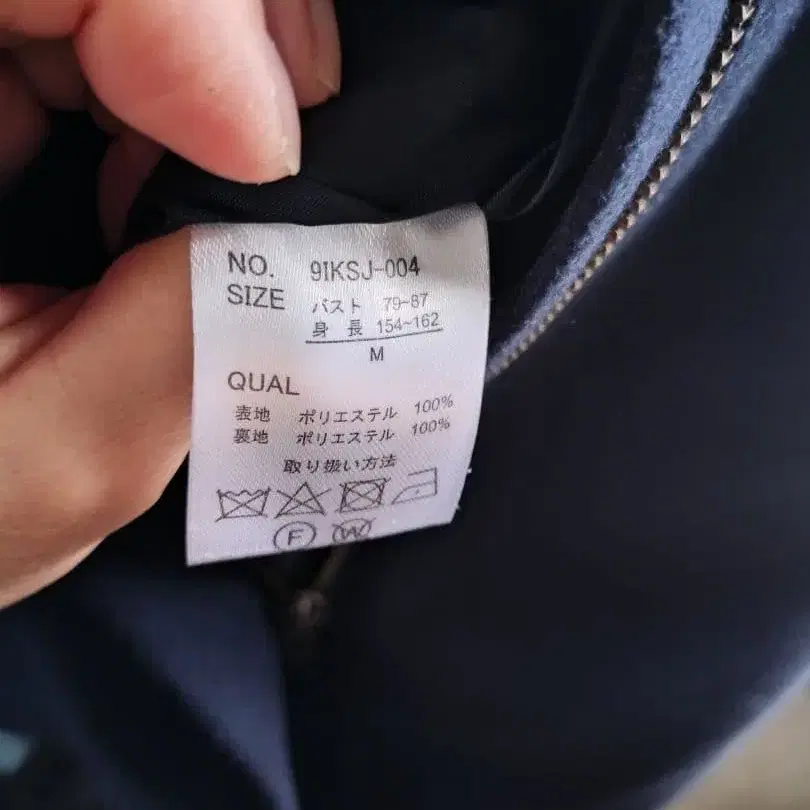 NO. 9IKSJ-004
SIZE バスト 79-87
身長 154~162
M
QUAL
表地 ポリエステル 100%
裏地 ポリエステル 100%
取り扱い方法
F W